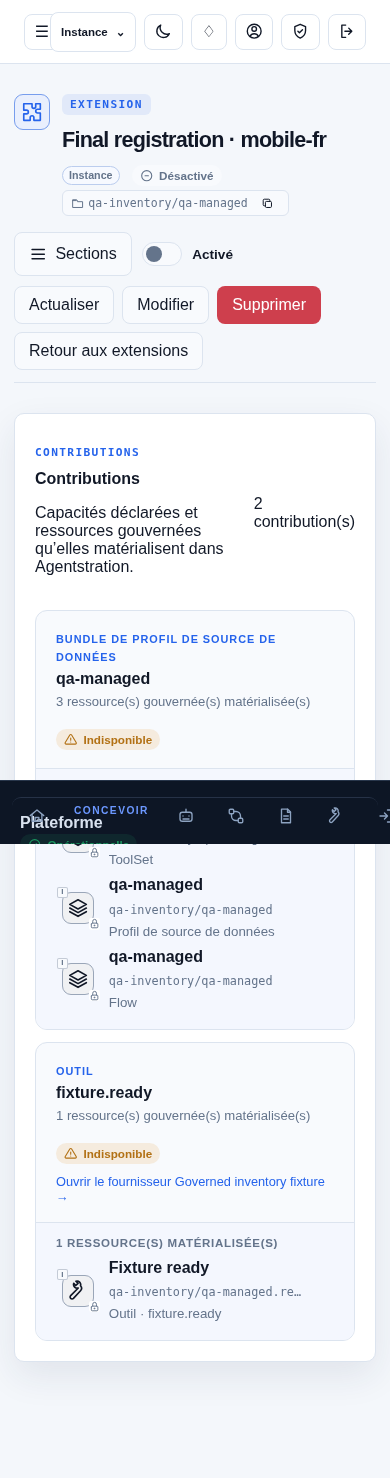 Instance
EXTENSION
Final registration · mobile-fr
Instance
Désactivé
qa-inventory/qa-managed
Sections
Activé
Actualiser
Modifier
Supprimer
Retour aux extensions
CONTRIBUTIONS
Contributions
Capacités déclarées et
ressources gouvernées
qu'elles matérialisent dans
Agentstration.
2
contribution(s)
BUNDLE DE PROFIL DE SOURCE DE
DONNÉES
qa-managed
3 ressource(s) gouvernée(s) matérialisée(s)
Indisponible
CONCEVOIR
Plateforme
ToolSet
qa-managed
qa-inventory/qa-managed
Profil de source de données
qa-managed
qa-inventory/qa-managed
Flow
OUTIL
fixture.ready
1 ressource(s) gouvernée(s) matérialisée(s)
Indisponible
Ouvrir le fournisseur Governed inventory fixture
→
1 RESSOURCE(S) MATÉRIALISÉE(S)
Fixture ready
qa-inventory/qa-managed.re…
Outil · fixture.ready